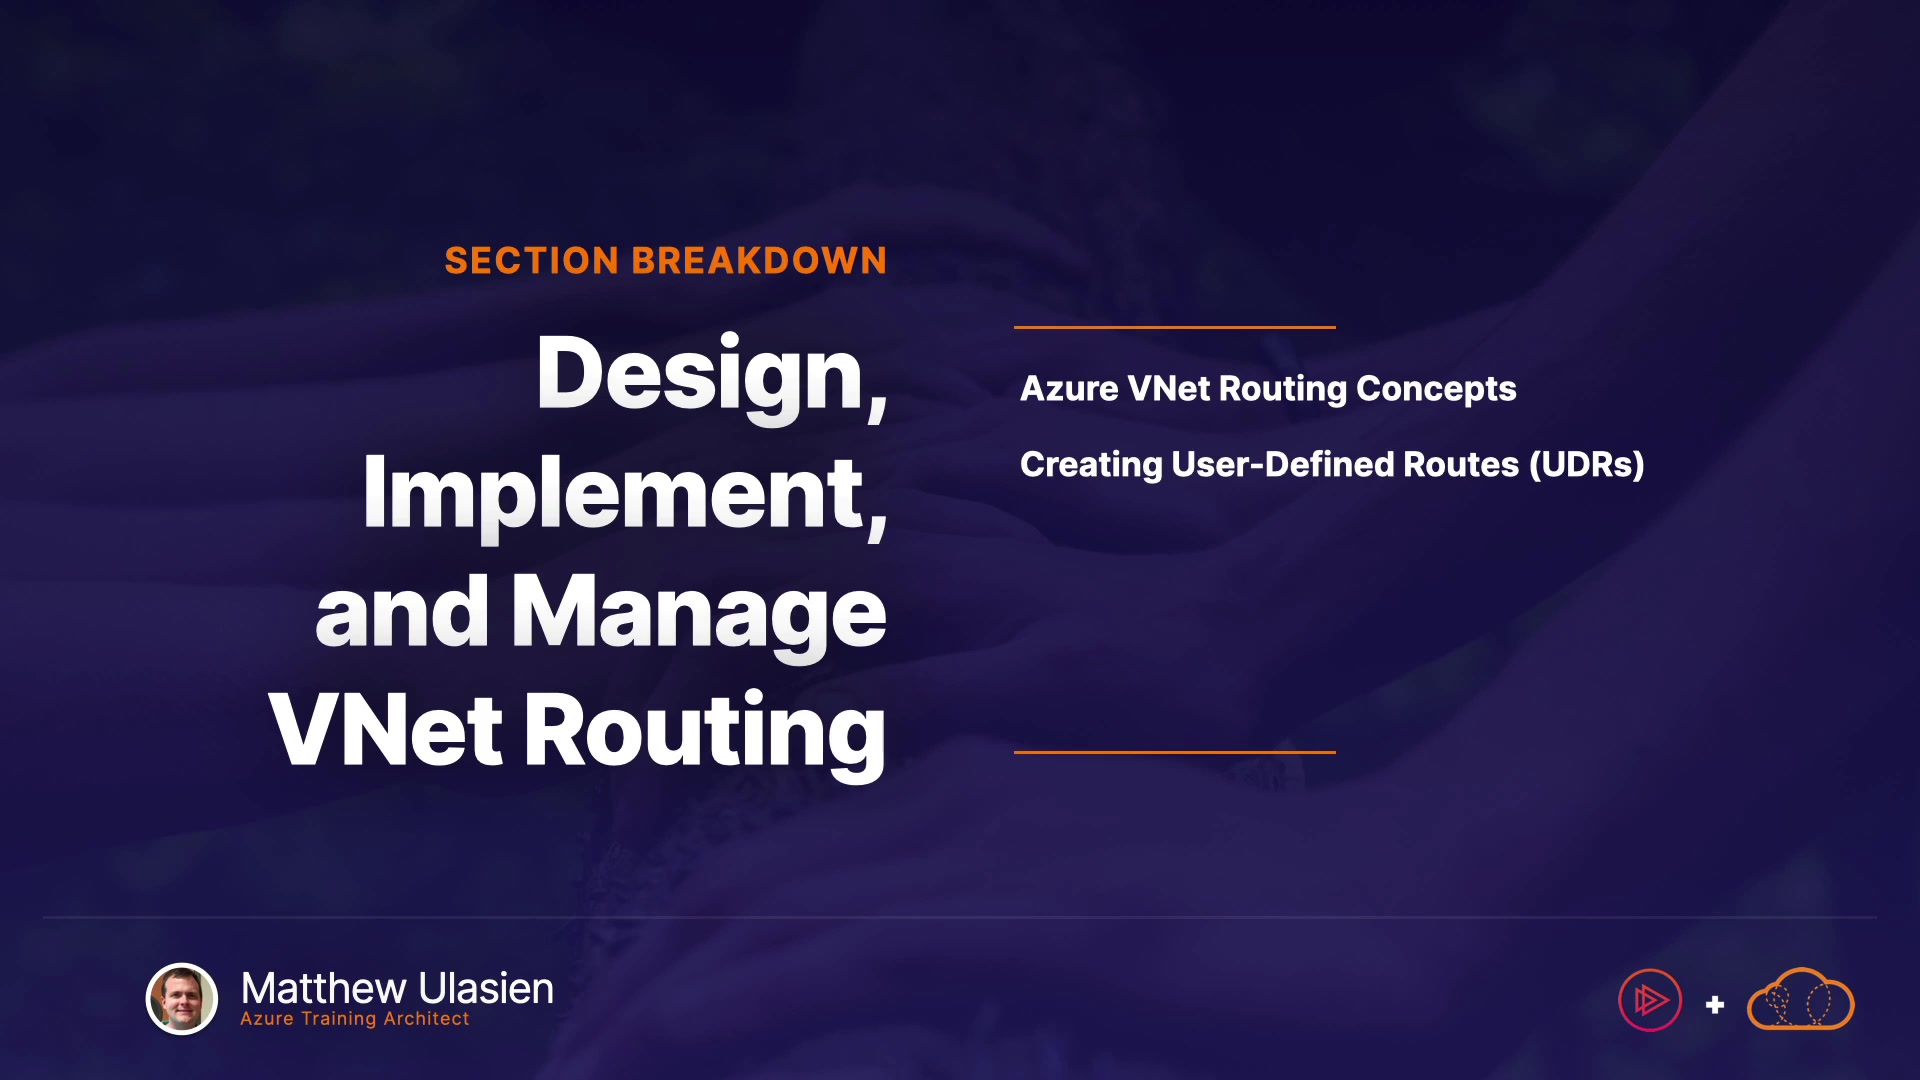 SECTION BREAKDOWN
Design,
Implement,
and Manage
VNet Routing
Azure VNet Routing Concepts
Creating User-Defined Routes (UDRs)
Matthew Ulasien
Azure Training Architect